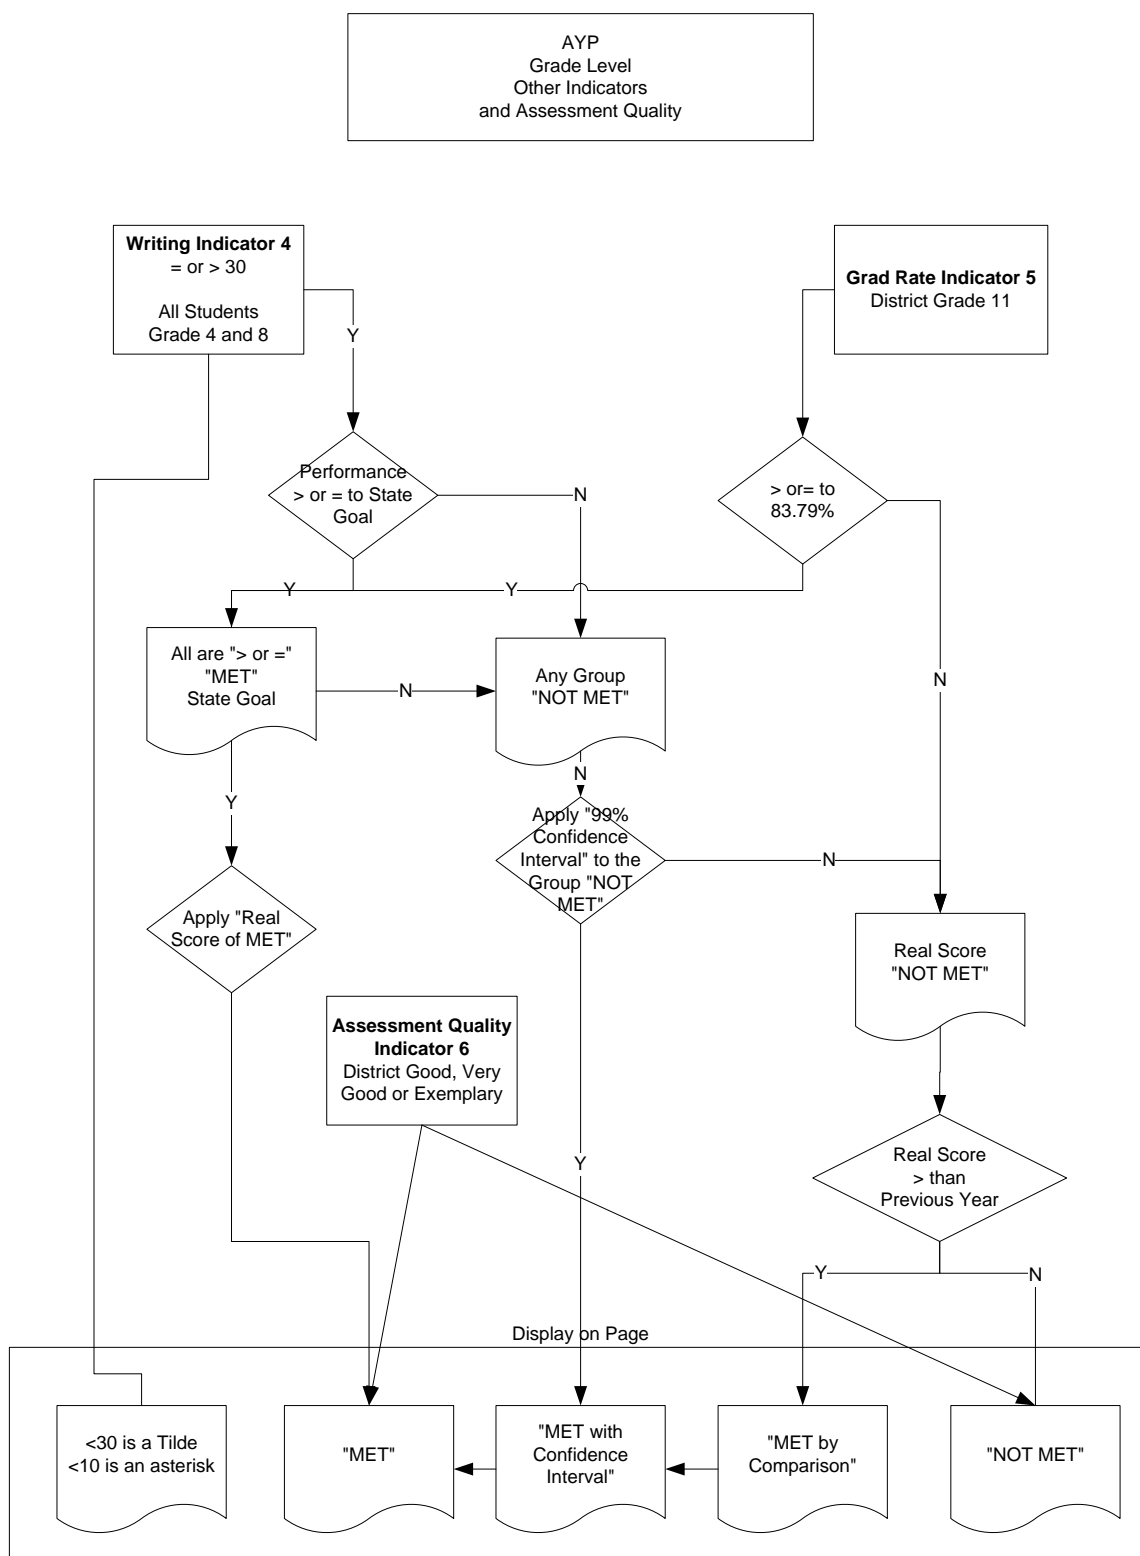 AYP
Grade Level
Other Indicators
and Assessment Quality
Writing Indicator 4
= or > 30
All Students
Grade 4 and 8
Grad Rate Indicator 5
District Grade 11
Y
Performance
> or = to State
Goal
N
> or= to
83.79%
Y
Y
All are "> or ="
"MET"
State Goal
N
Any Group
"NOT MET"
N
N
Y
Apply "99%
Confidence
Interval" to the
Group "NOT
MET"
N
Apply "Real
Score of MET"
Real Score
"NOT MET"
Assessment Quality
Indicator 6
District Good, Very
Good or Exemplary
Y
Real Score
> than
Previous Year
Y
N
Display on Page
<30 is a Tilde
<10 is an asterisk
"MET"
"MET with
Confidence
Interval"
"MET by
Comparison"
"NOT MET"